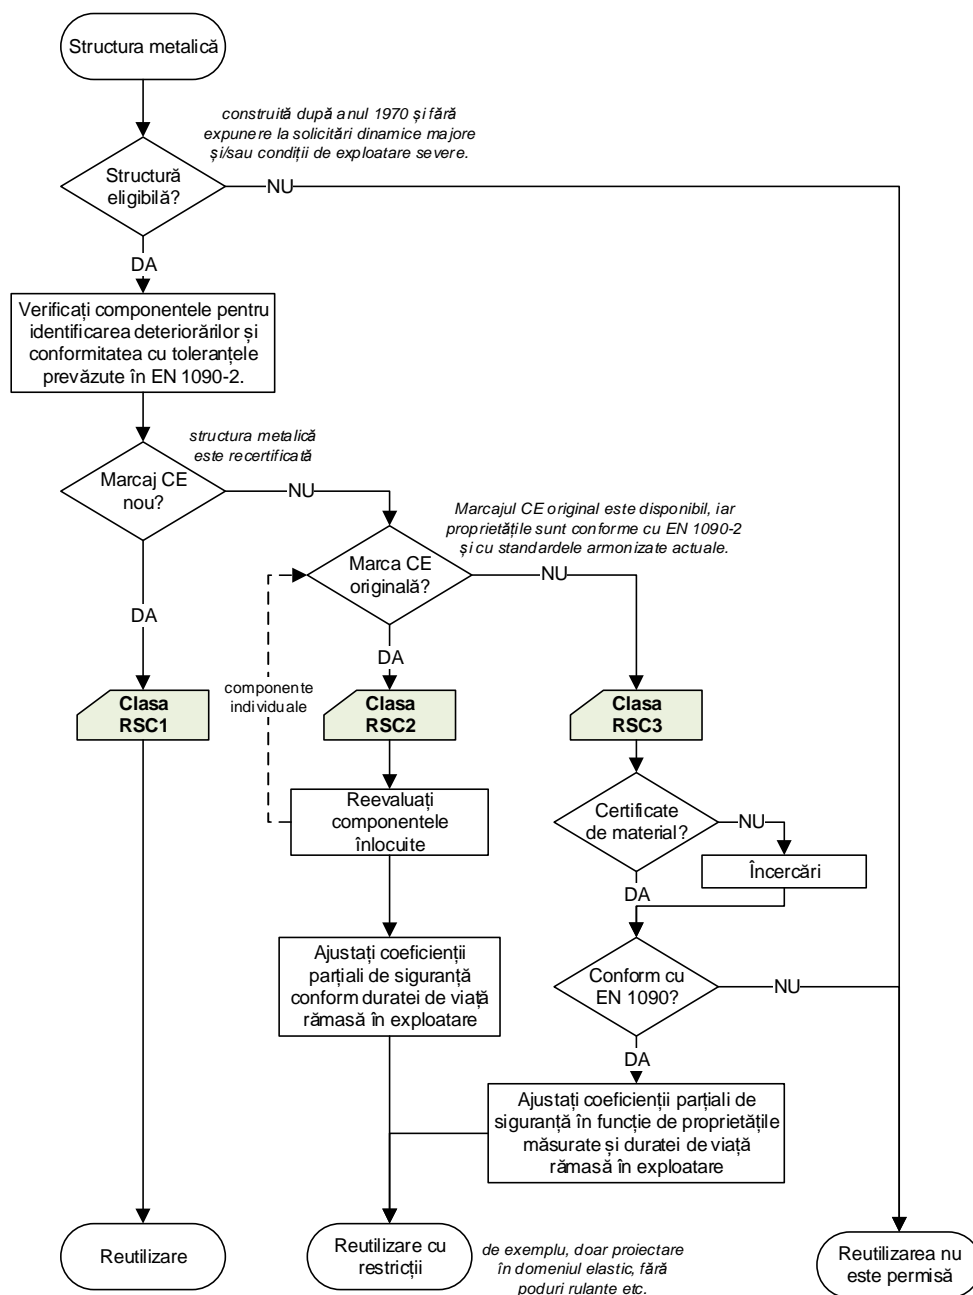 Structura metalică
construită după anul 1970 și fără
expunere la solicitări dinamice majore
și/sau condiții de exploatare severe.
Structură
eligibilă?
NU
DA
Verificați componentele pentru
identificarea deteriorărilor și
conformitatea cu toleranțele
prevăzute în EN 1090-2.
structura metalică
este recertificată
Marcaj CE
nou?
NU
Marcajul CE original este disponibil, iar
proprietățile sunt conforme cu EN 1090-2
și cu standardele armonizate actuale.
Marca CE
originală?
NU
DA
DA
componente
individuale
Clasa
RSC1
Clasa
RSC2
Clasa
RSC3
Reevaluați
componentele
înlocuite
Certificate
de material?
NU
Încercări
DA
Ajustați coeficienții
parțiali de siguranță
conform duratei de viață
rămasă în exploatare
Conform cu
EN 1090?
NU
DA
Ajustați coeficienții parțiali de
siguranță în funcție de proprietățile
măsurate și duratei de viață
rămasă în exploatare
Reutilizare
Reutilizare cu
restricții
de exemplu, doar proiectare
în domeniul elastic, fără
poduri rulante etc.
Reutilizarea nu
este permisă